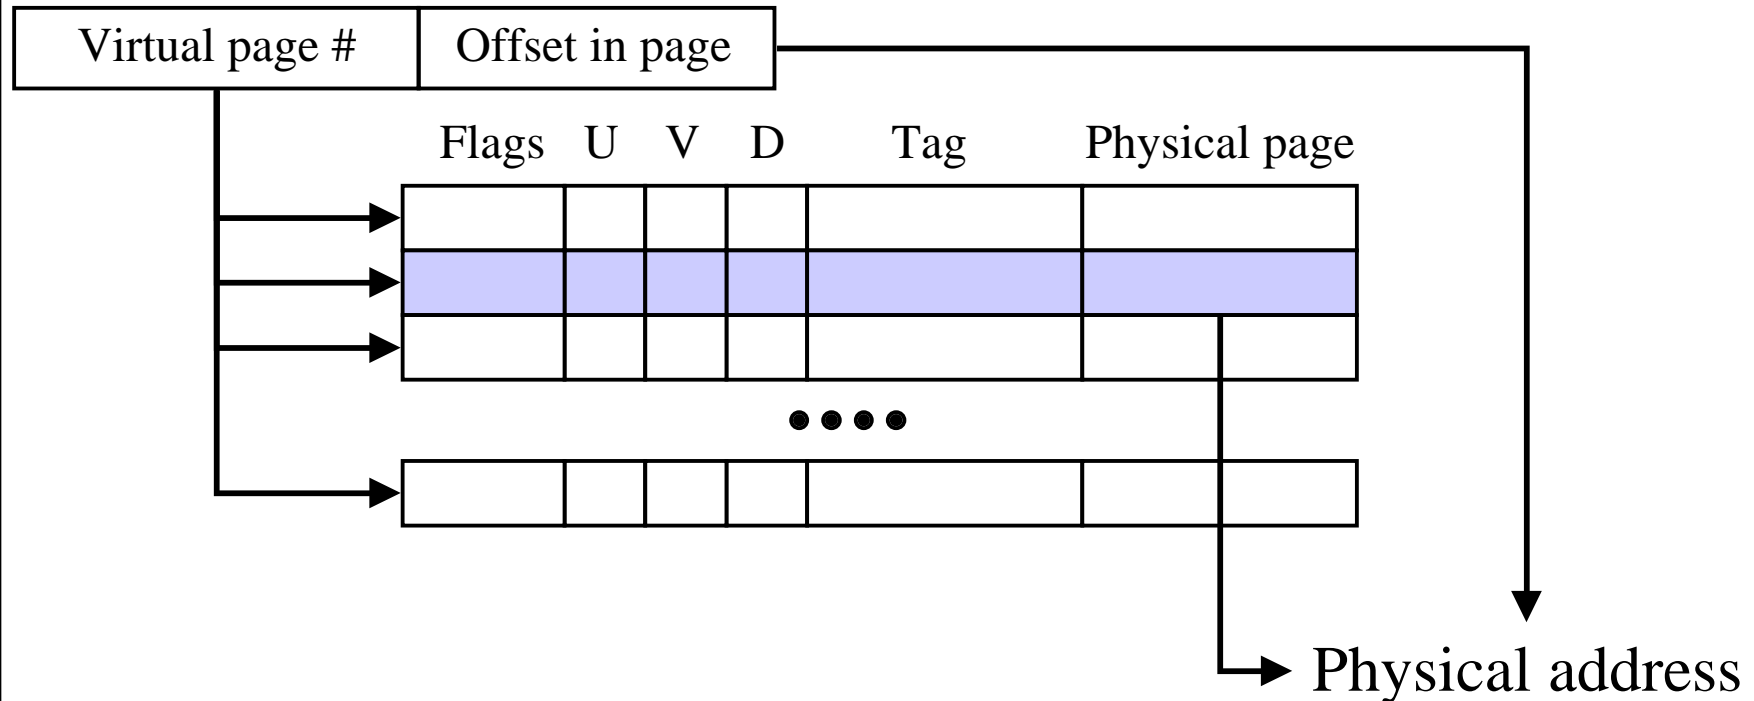 Virtual page # Offset in page
Flags U V D Tag Physical page
Physical address